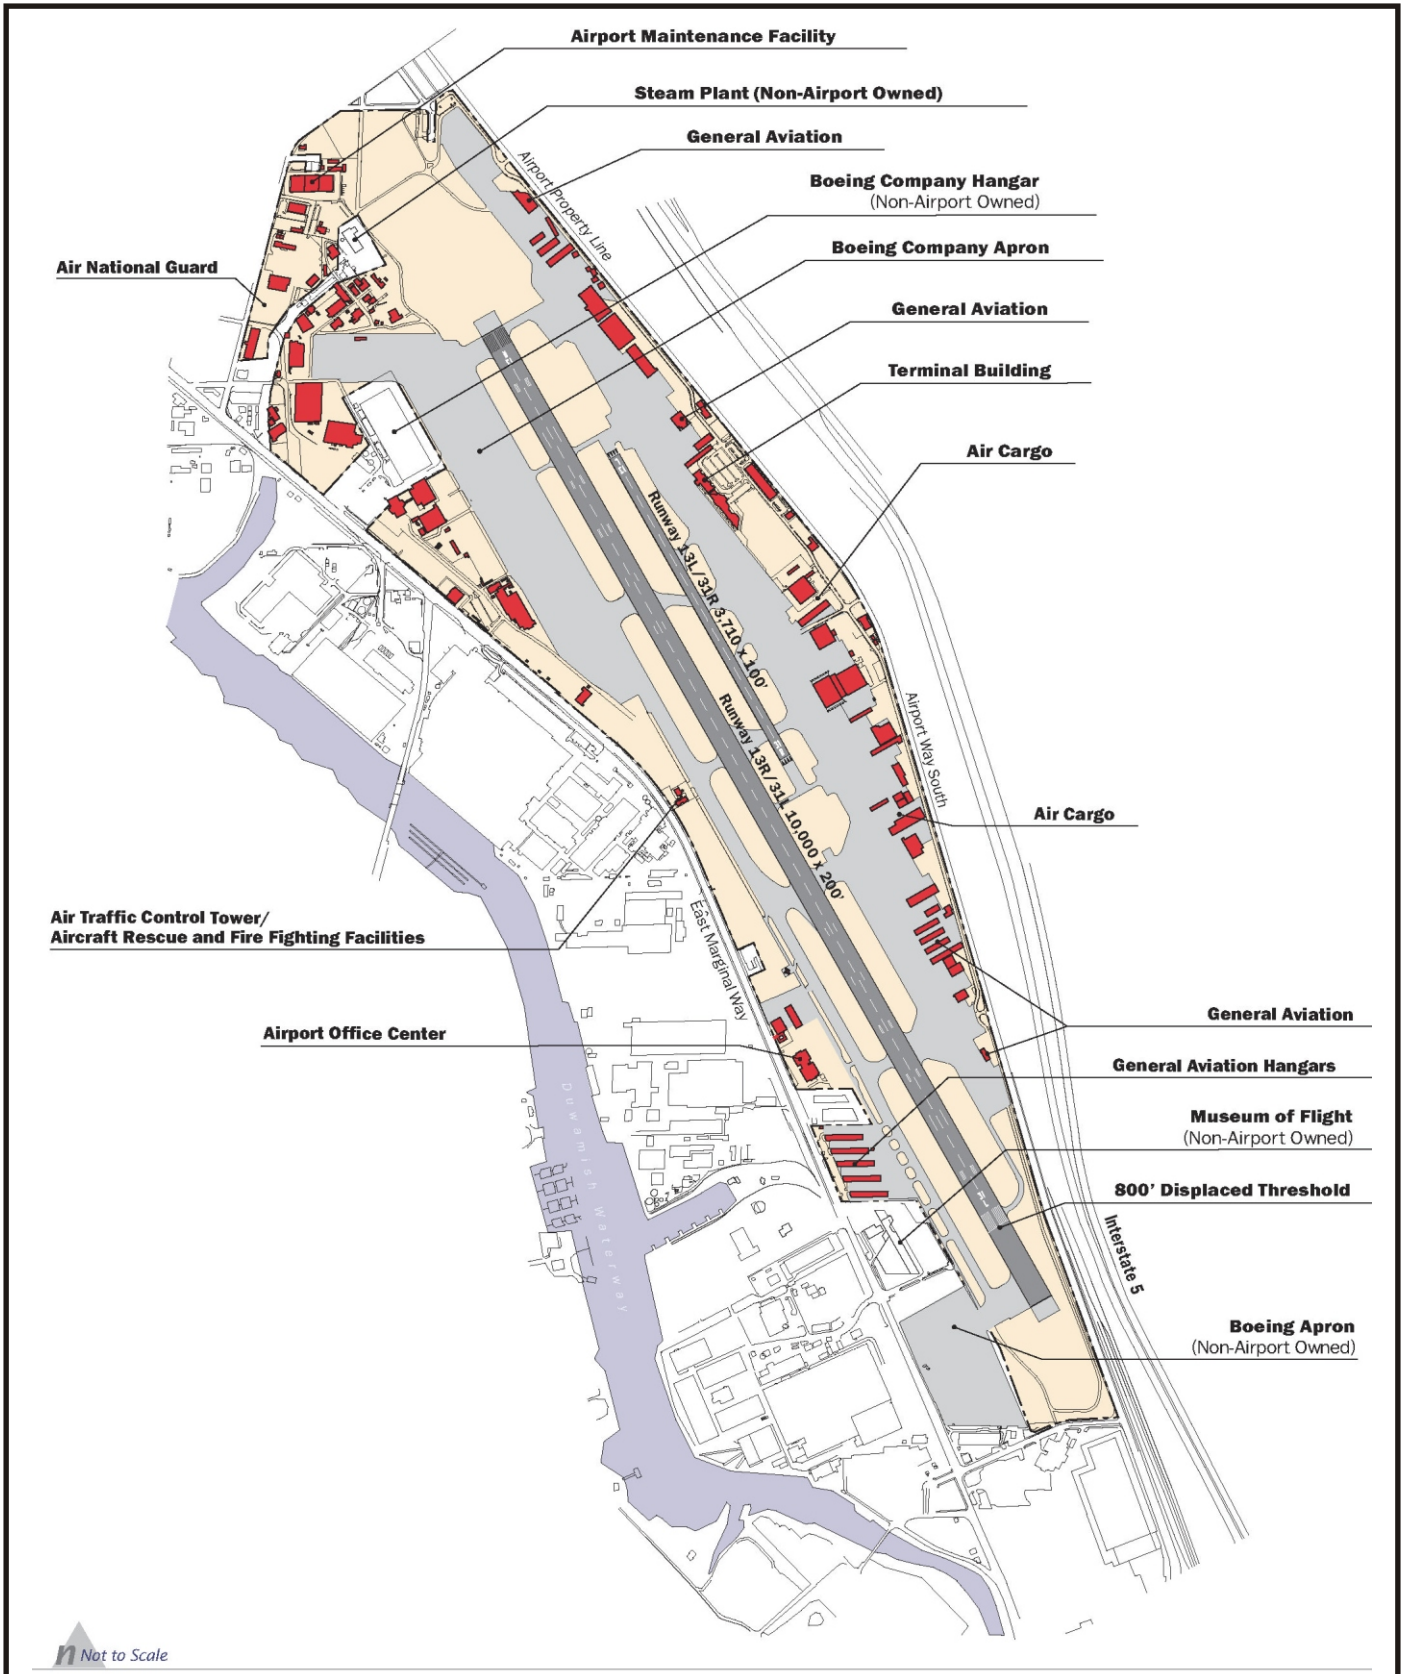 Airport Maintenance Facility
Steam Plant (Non-Airport Owned)
General Aviation
Airport Property Line
Boeing Company Hangar
(Non-Airport Owned)
Boeing Company Apron
Air National Guard
General Aviation
Terminal Building
Air Cargo
Runway 13L/31R 3,710 x 100'
Runway 13R/31L 10,000 x 200'
Airport Way South
Air Cargo
Air Traffic Control Tower/
Aircraft Rescue and Fire Fighting Facilities
East Marginal Way
General Aviation
Airport Office Center
General Aviation Hangars
Duwamish Waterway
Museum of Flight
(Non-Airport Owned)
800' Displaced Threshold
Interstate 5
Boeing Apron
(Non-Airport Owned)
n Not to Scale